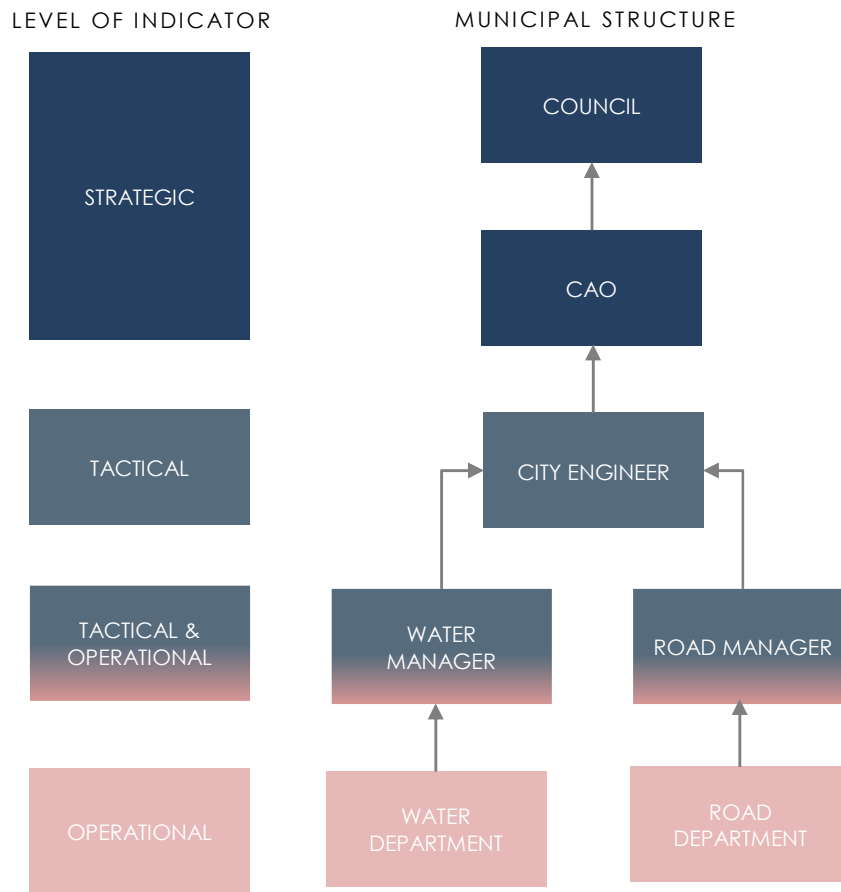 LEVEL OF INDICATOR
MUNICIPAL STRUCTURE
STRATEGIC
COUNCIL
CAO
TACTICAL
CITY ENGINEER
TACTICAL &
OPERATIONAL
WATER
MANAGER
ROAD MANAGER
OPERATIONAL
WATER
DEPARTMENT
ROAD
DEPARTMENT